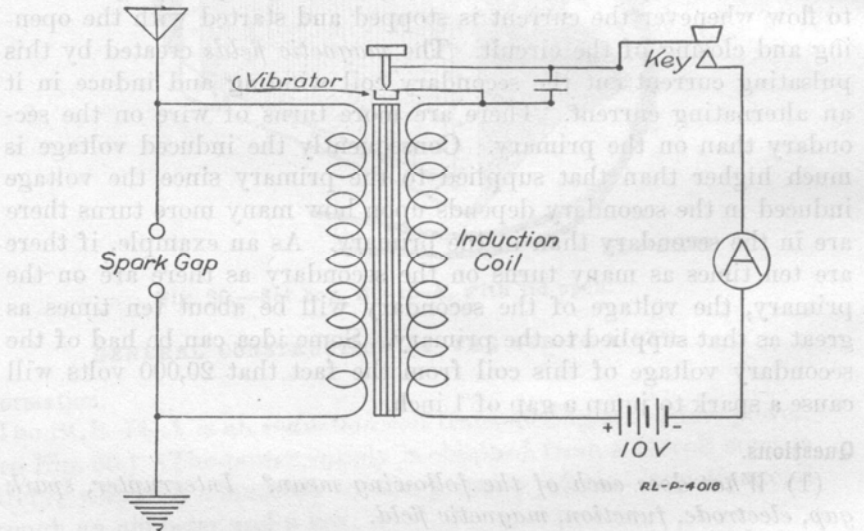 to flow whenever the current is stopped and started with the open-
ing and closing of the circuit. The magnetic fields created by this
pulsating current cut the secondary coil and induce in it
an alternating current. There are more turns of wire on the sec-
ondary than on the primary. Consequently the induced voltage is
much higher than that supplied to the primary since the voltage
induced in the secondary depends upon how many more turns there
are in the secondary than in the primary. As an example, if there
are ten times as many turns on the secondary as there are on the
primary, the voltage of the secondary will be about ten times as
great as that supplied to the primary. Some idea can be had of the
secondary voltage of this coil from the fact that 20,000 volts will
cause a spark to jump a gap of 1 inch.
Questions.
(1) What does each of the following mean? Interrupter, spark
gap, electrode, function, magnetic field.
Vibrator
Key
Spark Gap
Induction
Coil
A
+ -
10V
RL-P-4010